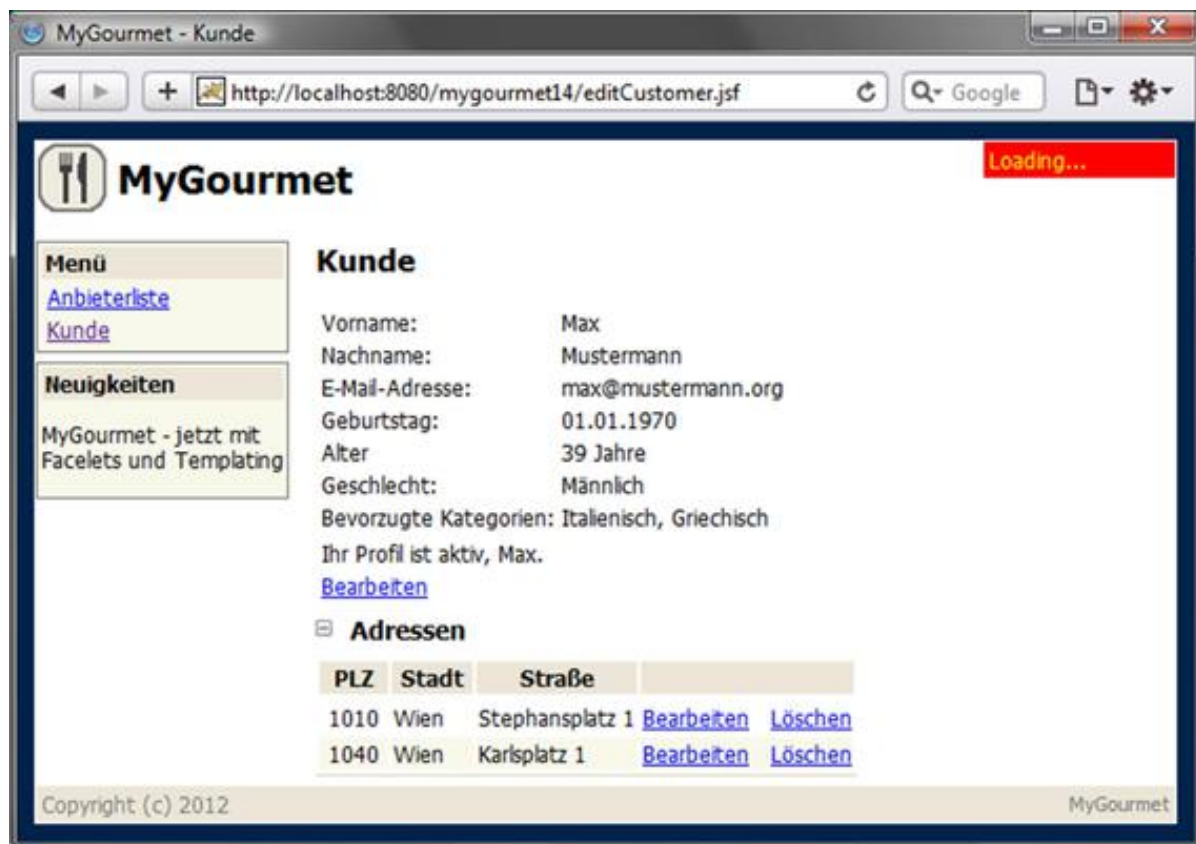 MyGourmet - Kunde
http://localhost:8080/mygourmet14/editCustomer.jsf
Google
MyGourmet
Loading...
Menü
Anbieterliste
Kunde
Neuigkeiten
MyGourmet - jetzt mit
Facelets und Templating
Kunde
Vorname: Max
Nachname: Mustermann
E-Mail-Adresse: max@mustermann.org
Geburtstag: 01.01.1970
Alter 39 Jahre
Geschlecht: Männlich
Bevorzugte Kategorien: Italienisch, Griechisch
Ihr Profil ist aktiv, Max.
Bearbeiten
Adressen
PLZ Stadt Straße
1010 Wien Stephansplatz 1 Bearbeiten Löschen
1040 Wien Karlsplatz 1 Bearbeiten Löschen
Copyright (c) 2012 MyGourmet